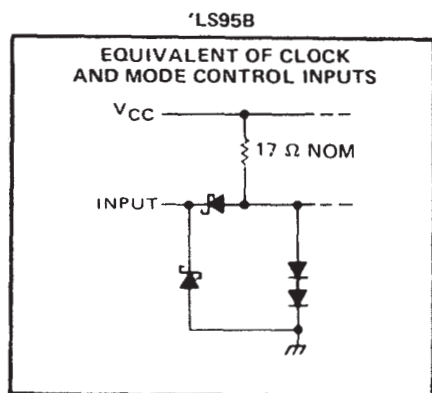 'LS95B
EQUIVALENT OF CLOCK
AND MODE CONTROL INPUTS
VCC
17 Ω NOM
INPUT